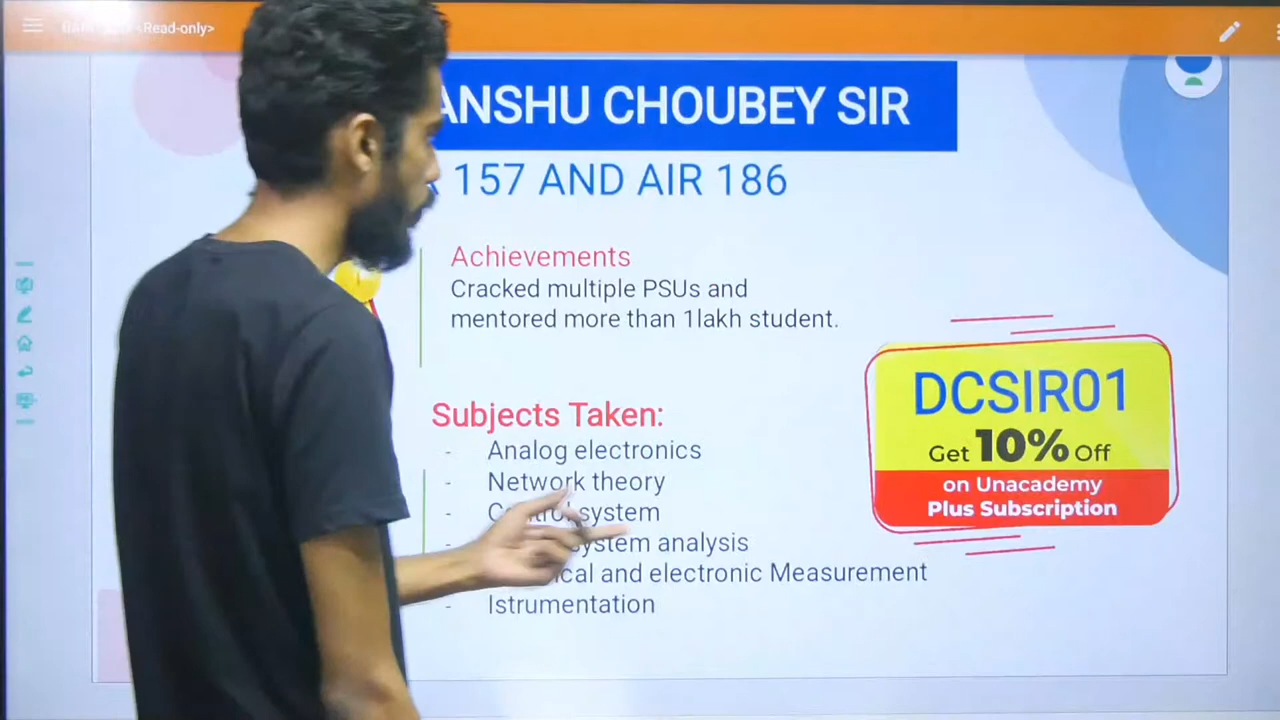 <Read-only>
ANSHU CHOUBEY SIR
157 AND AIR 186
Achievements
Cracked multiple PSUs and
mentored more than 1lakh student.
DCSIR01
Get 10% Off
on Unacademy
Plus Subscription
Subjects Taken:
- Analog electronics
- Network theory
- Control system
- system analysis
- and electronic Measurement
- Istrumentation